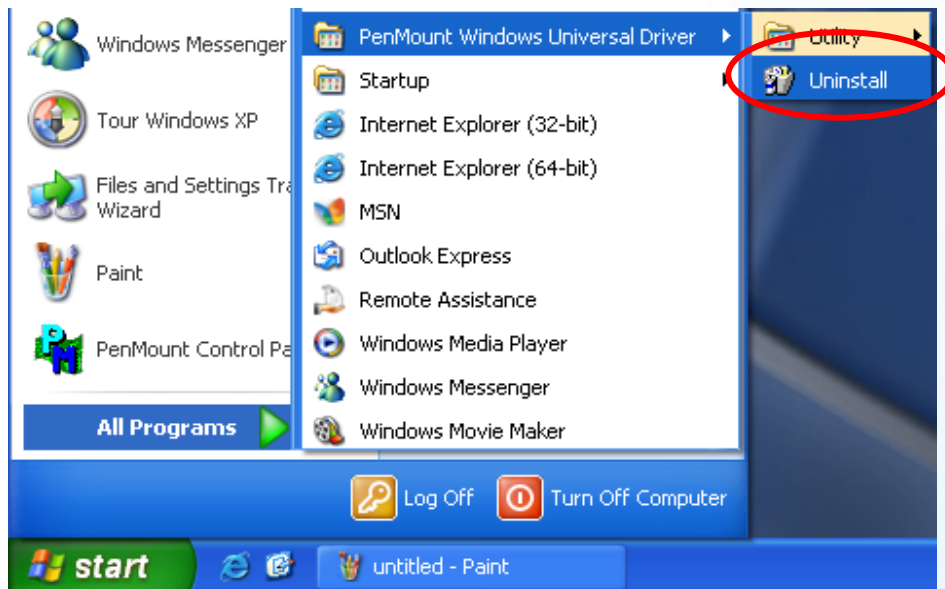 Windows Messenger
Tour Windows XP
Files and Settings Tra
Wizard
Paint
PenMount Control Pa
All Programs
PenMount Windows Universal Driver
Startup
Internet Explorer (32-bit)
Internet Explorer (64-bit)
MSN
Outlook Express
Remote Assistance
Windows Media Player
Windows Messenger
Windows Movie Maker
Utility
Uninstall
Log Off
Turn Off Computer
start
untitled - Paint